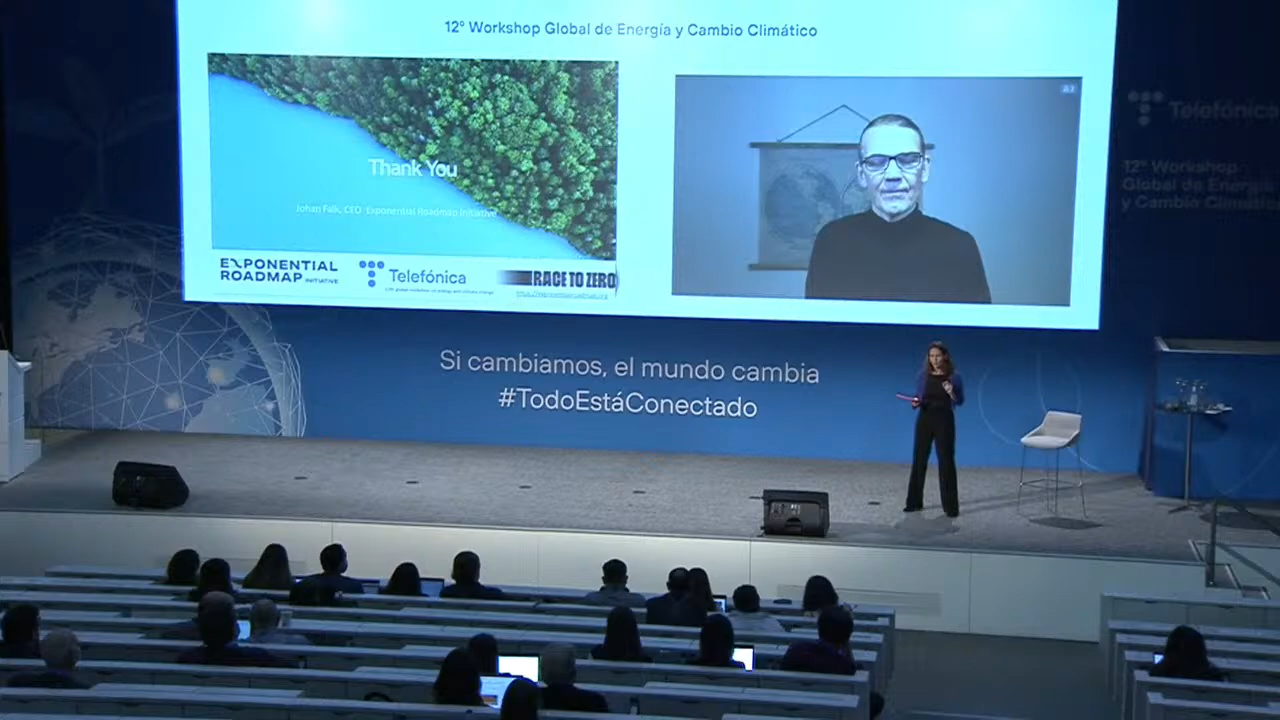 12º Workshop Global de Energía y Cambio Climático
Thank You
Johan Falk, CEO Exponential Roadmap Initiative
EXPONENTIAL
ROADMAP INITIATIVE
Telefónica
RACE TO ZERO
Si cambiamos, el mundo cambia
#TodoEstáConectado
Telefónica
12º Workshop
Global de Energía
y Cambio Climático